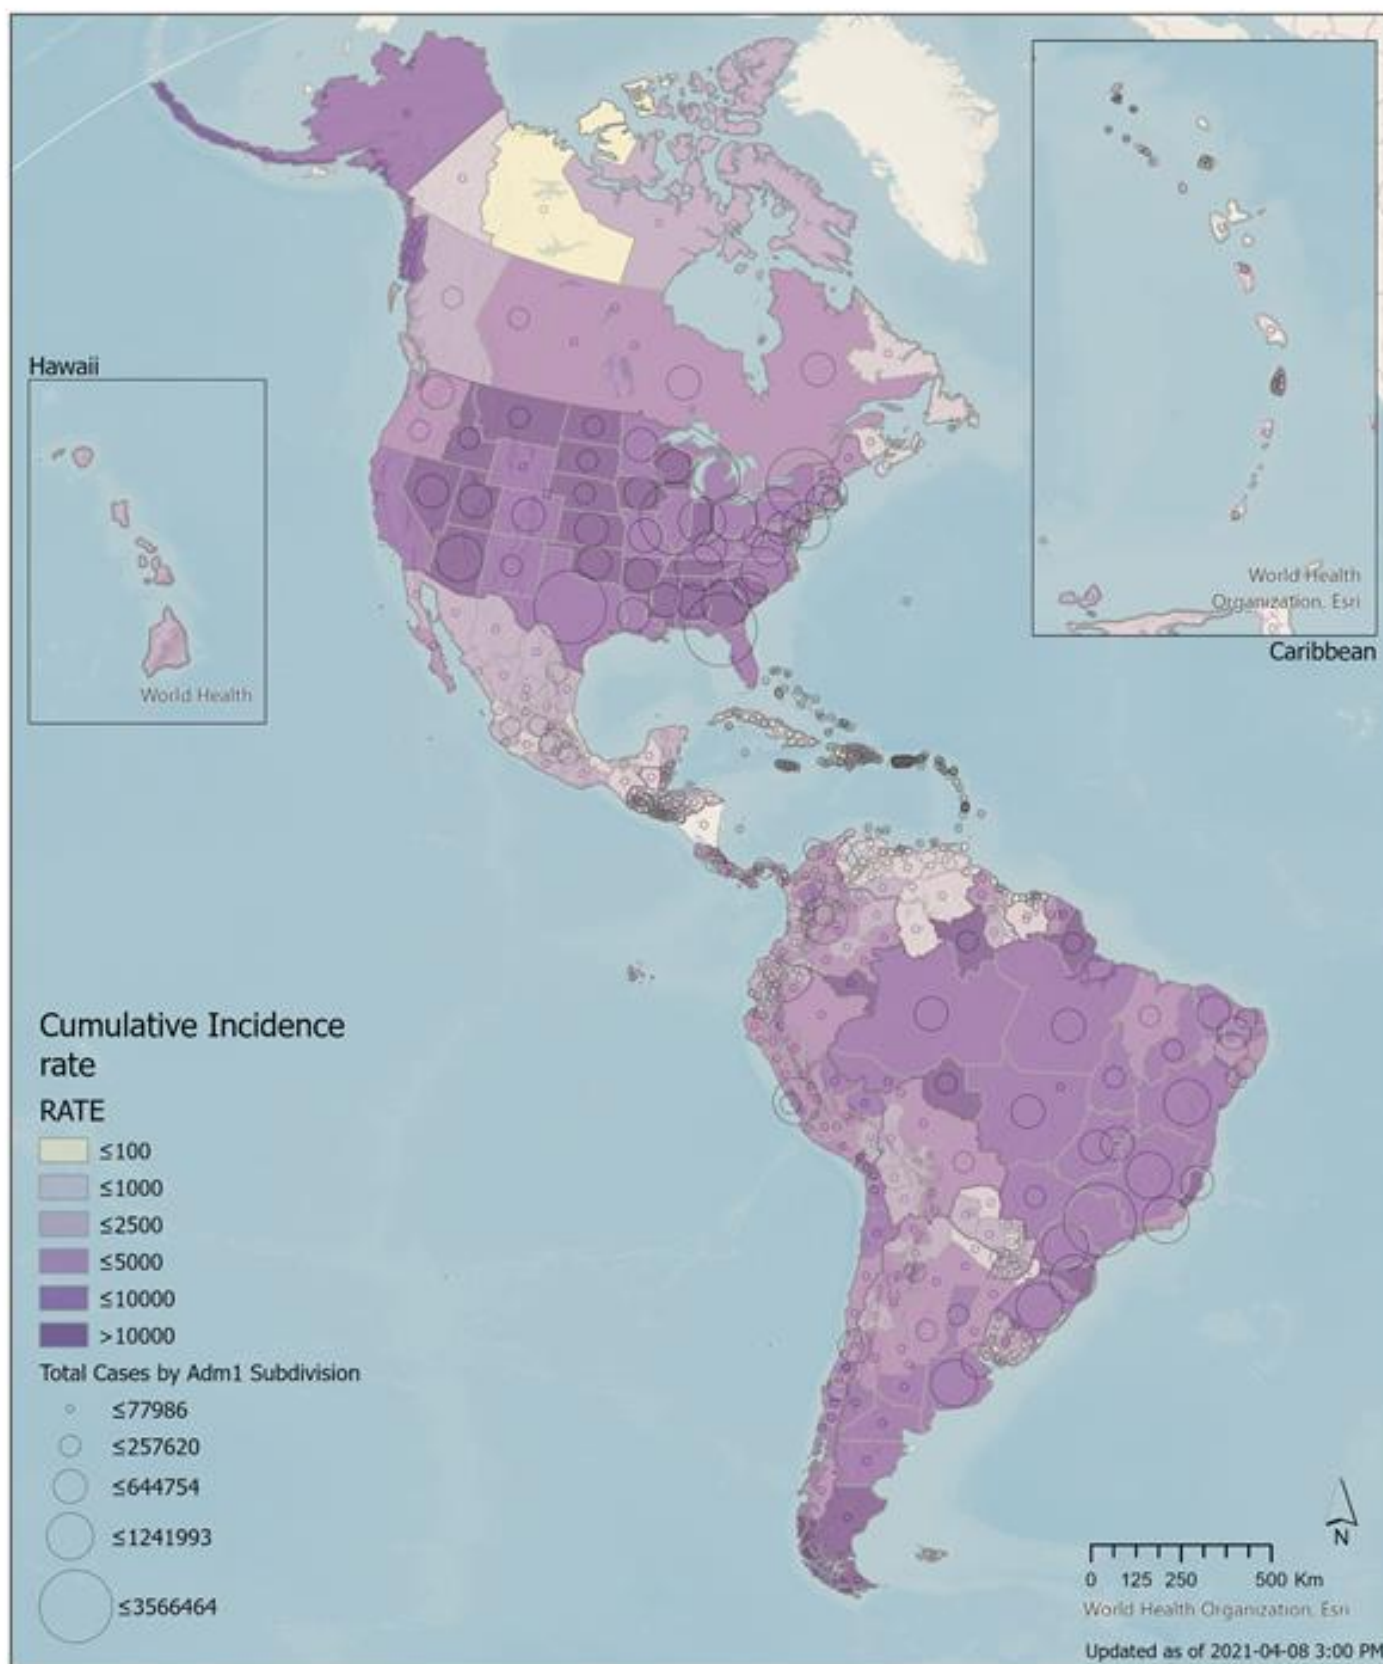 Hawaii
World Health
World Health
Organization, Esri
Caribbean
Cumulative Incidence
rate
RATE
≤100
≤1000
≤2500
≤5000
≤10000
>10000
Total Cases by Adm1 Subdivision
≤77986
≤257620
≤644754
≤1241993
≤3566464
N
0 125 250 500 Km
World Health Organization, Esri
Updated as of 2021-04-08 3:00 PM